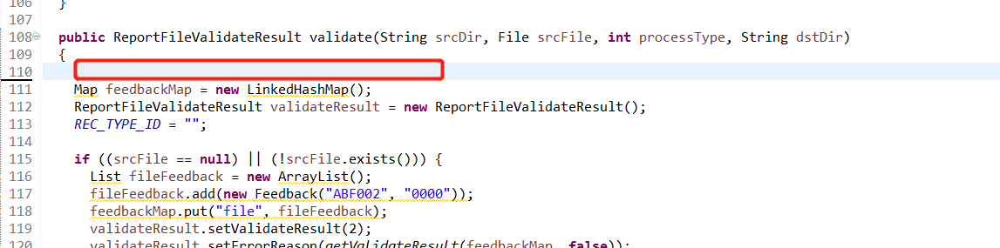 106 }
107
108 public ReportFileValidateResult validate(String srcDir, File srcFile, int processType, String dstDir)
109 {
110
111 Map feedbackMap = new LinkedHashMap();
112 ReportFileValidateResult validateResult = new ReportFileValidateResult();
113 REC_TYPE_ID = "";
114
115 if ((srcFile == null) || (!srcFile.exists())) {
116 List fileFeedback = new ArrayList();
117 fileFeedback.add(new Feedback("ABF002", "0000"));
118 feedbackMap.put("file", fileFeedback);
119 validateResult.setValidateResult(2);
120 validateResult.setErrorReason(getValidateResult(feedbackMap, false));